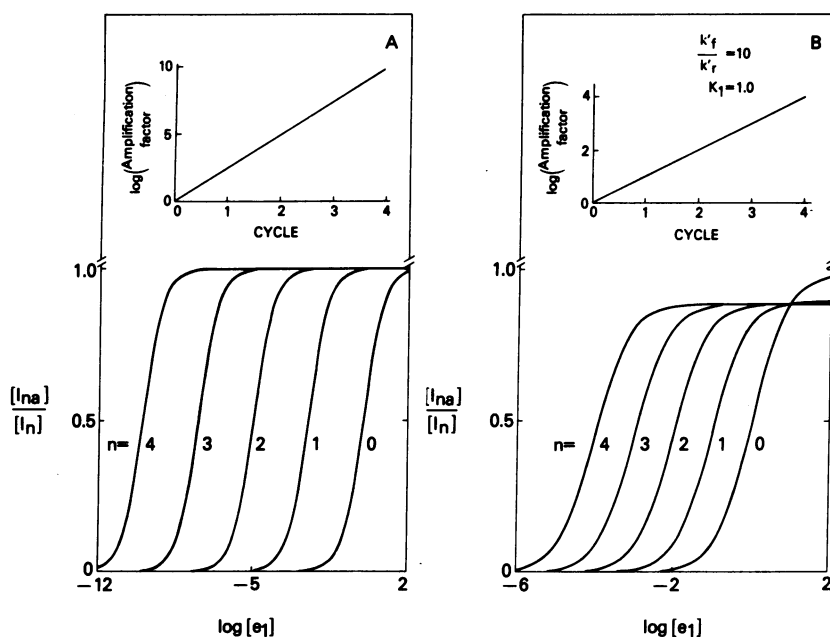 A
log(Amplification factor)
10
5
0
0 1 2 3 4
CYCLE
1.0
0.5
0
[Ina]
[In]
n= 4 3 2 1 0
−12 −5 2
log [e1]
B
k'f
k'r
=10
K1=1.0
log(Amplification factor)
4
2
0
0 1 2 3 4
CYCLE
1.0
0.5
0
[Ina]
[In]
n= 4 3 2 1 0
−6 −2 2
log [e1]